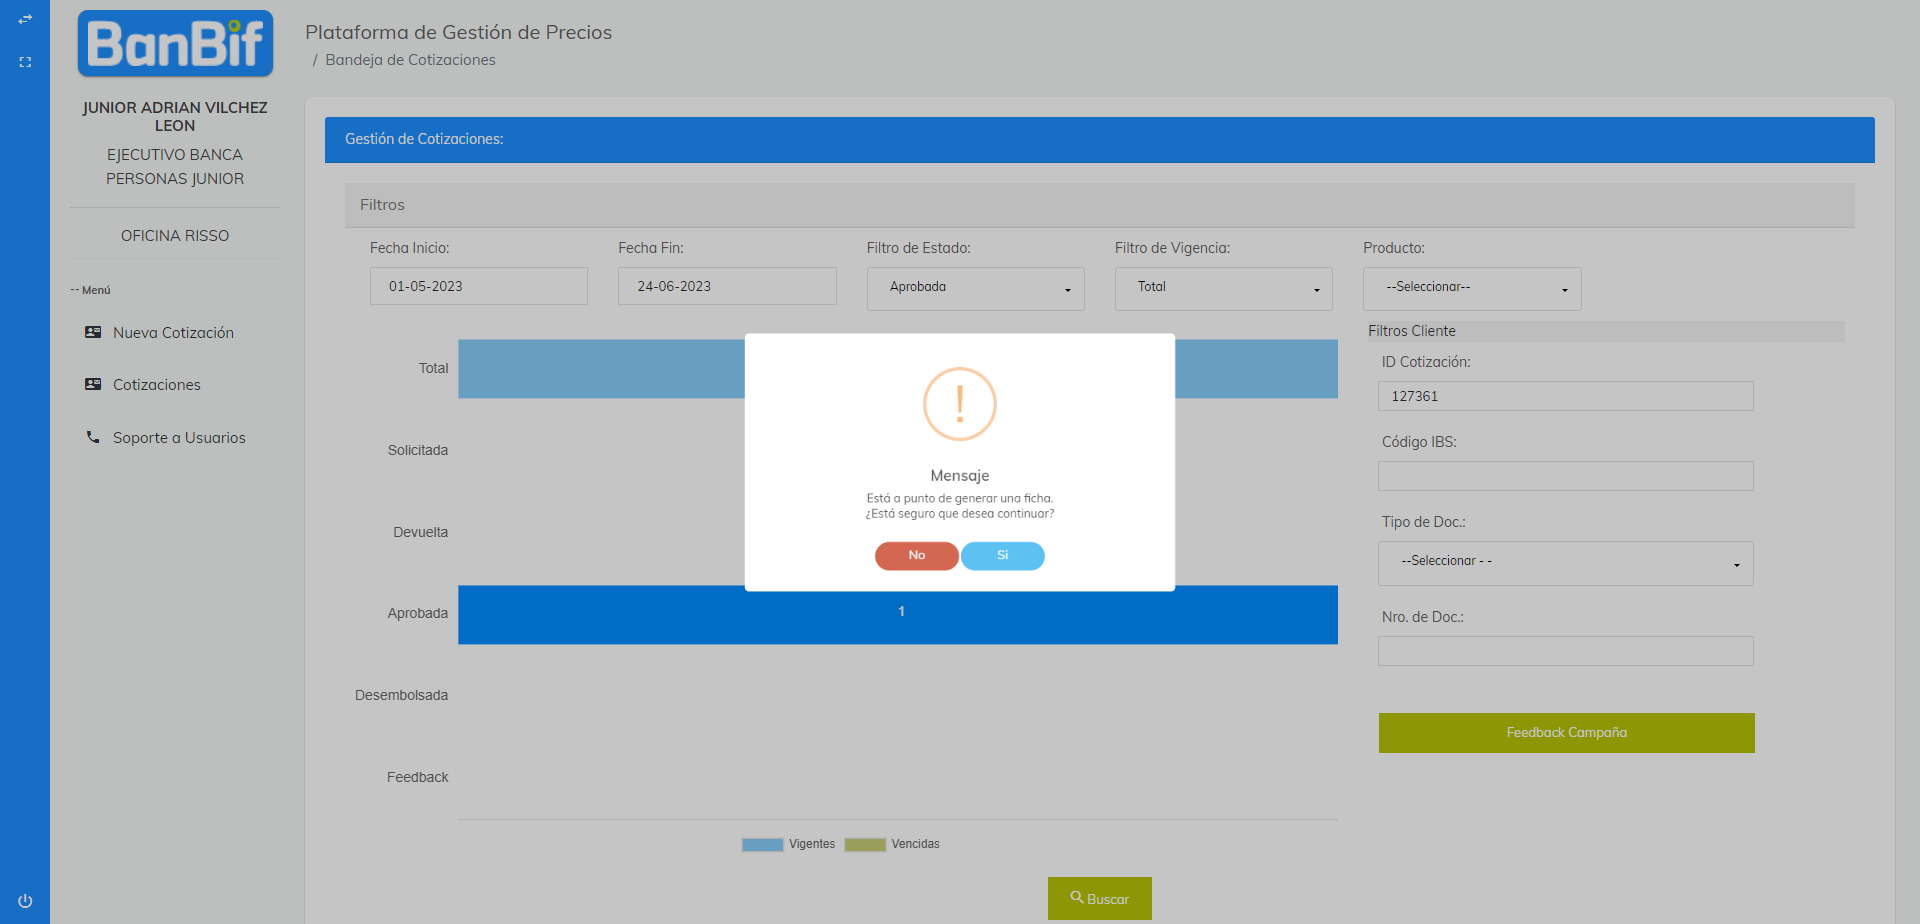 BanBif
JUNIOR ADRIAN VILCHEZ
LEON
EJECUTIVO BANCA
PERSONAS JUNIOR
OFICINA RISSO
-- Menú
Nueva Cotización
Cotizaciones
Soporte a Usuarios
Plataforma de Gestión de Precios
/ Bandeja de Cotizaciones
Gestión de Cotizaciones:
Filtros
Fecha Inicio:
01-05-2023
Fecha Fin:
24-06-2023
Filtro de Estado:
Aprobada
Filtro de Vigencia:
Total
Producto:
--Seleccionar--
Total
Solicitada
Devuelta
Aprobada
1
Desembolsada
Feedback
Vigentes
Vencidas
Mensaje
Está a punto de generar una ficha.
¿Está seguro que desea continuar?
No
Si
Filtros Cliente
ID Cotización:
127361
Código IBS:
Tipo de Doc.:
--Seleccionar - -
Nro. de Doc.:
Feedback Campaña
Buscar